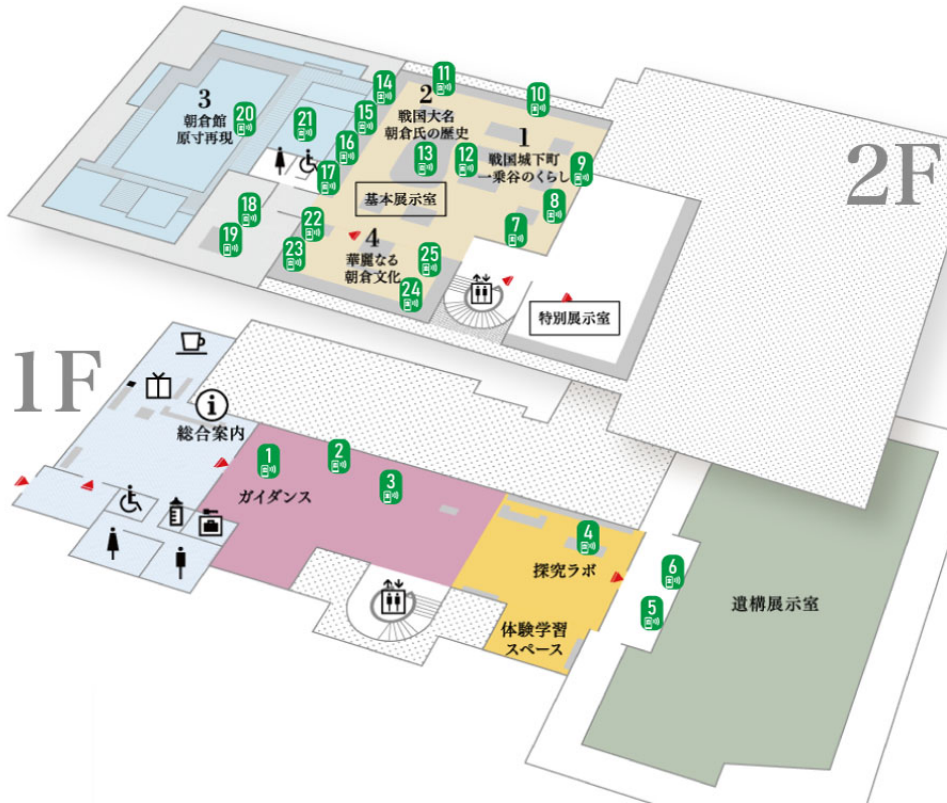 2F
11
10
14
3
朝倉館
原寸再現
20
21
15
2
戦国大名
朝倉氏の歴史
1
戦国城下町
一乗谷のくらし
16
13
12
9
17
基本展示室
8
18
19
22
7
23
4
華麗なる
朝倉文化
25
24
特別展示室
1F
総合案内
1
2
3
ガイダンス
4
探究ラボ
体験学習
スペース
6
5
遺構展示室